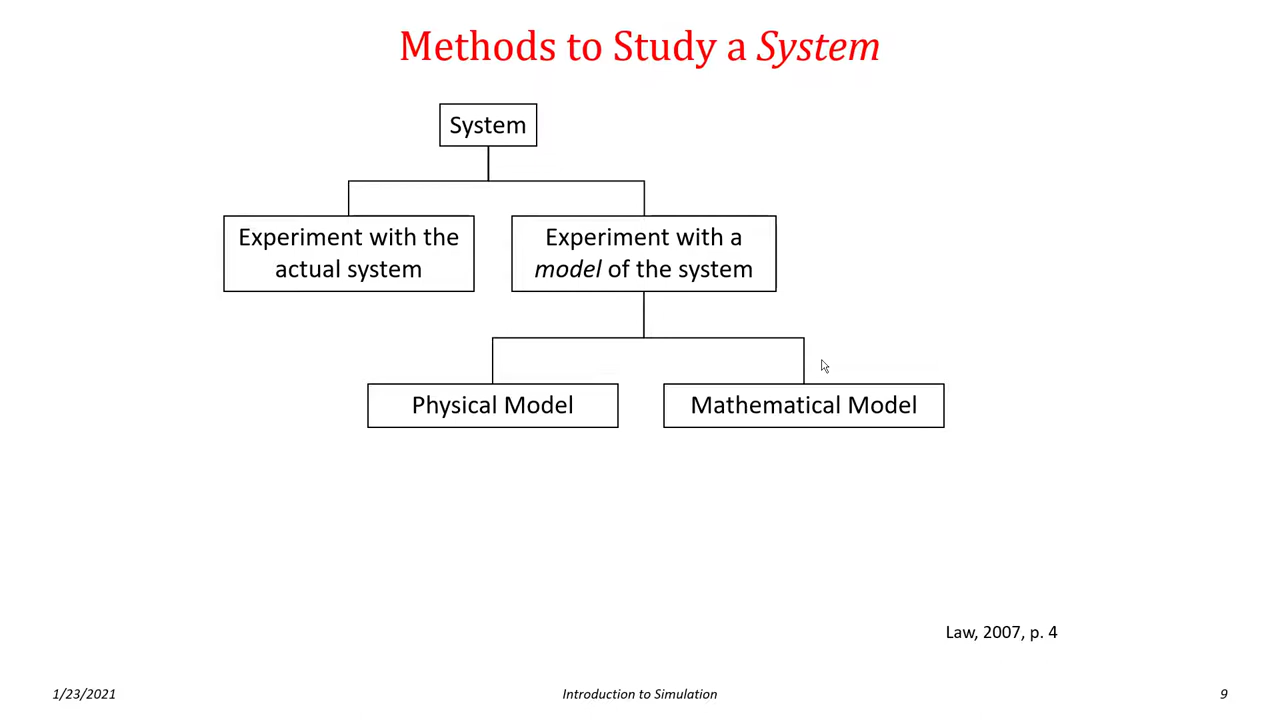 Methods to Study a System
System
Experiment with the
actual system
Experiment with a
model of the system
Physical Model
Mathematical Model
Law, 2007, p. 4
1/23/2021
Introduction to Simulation
9